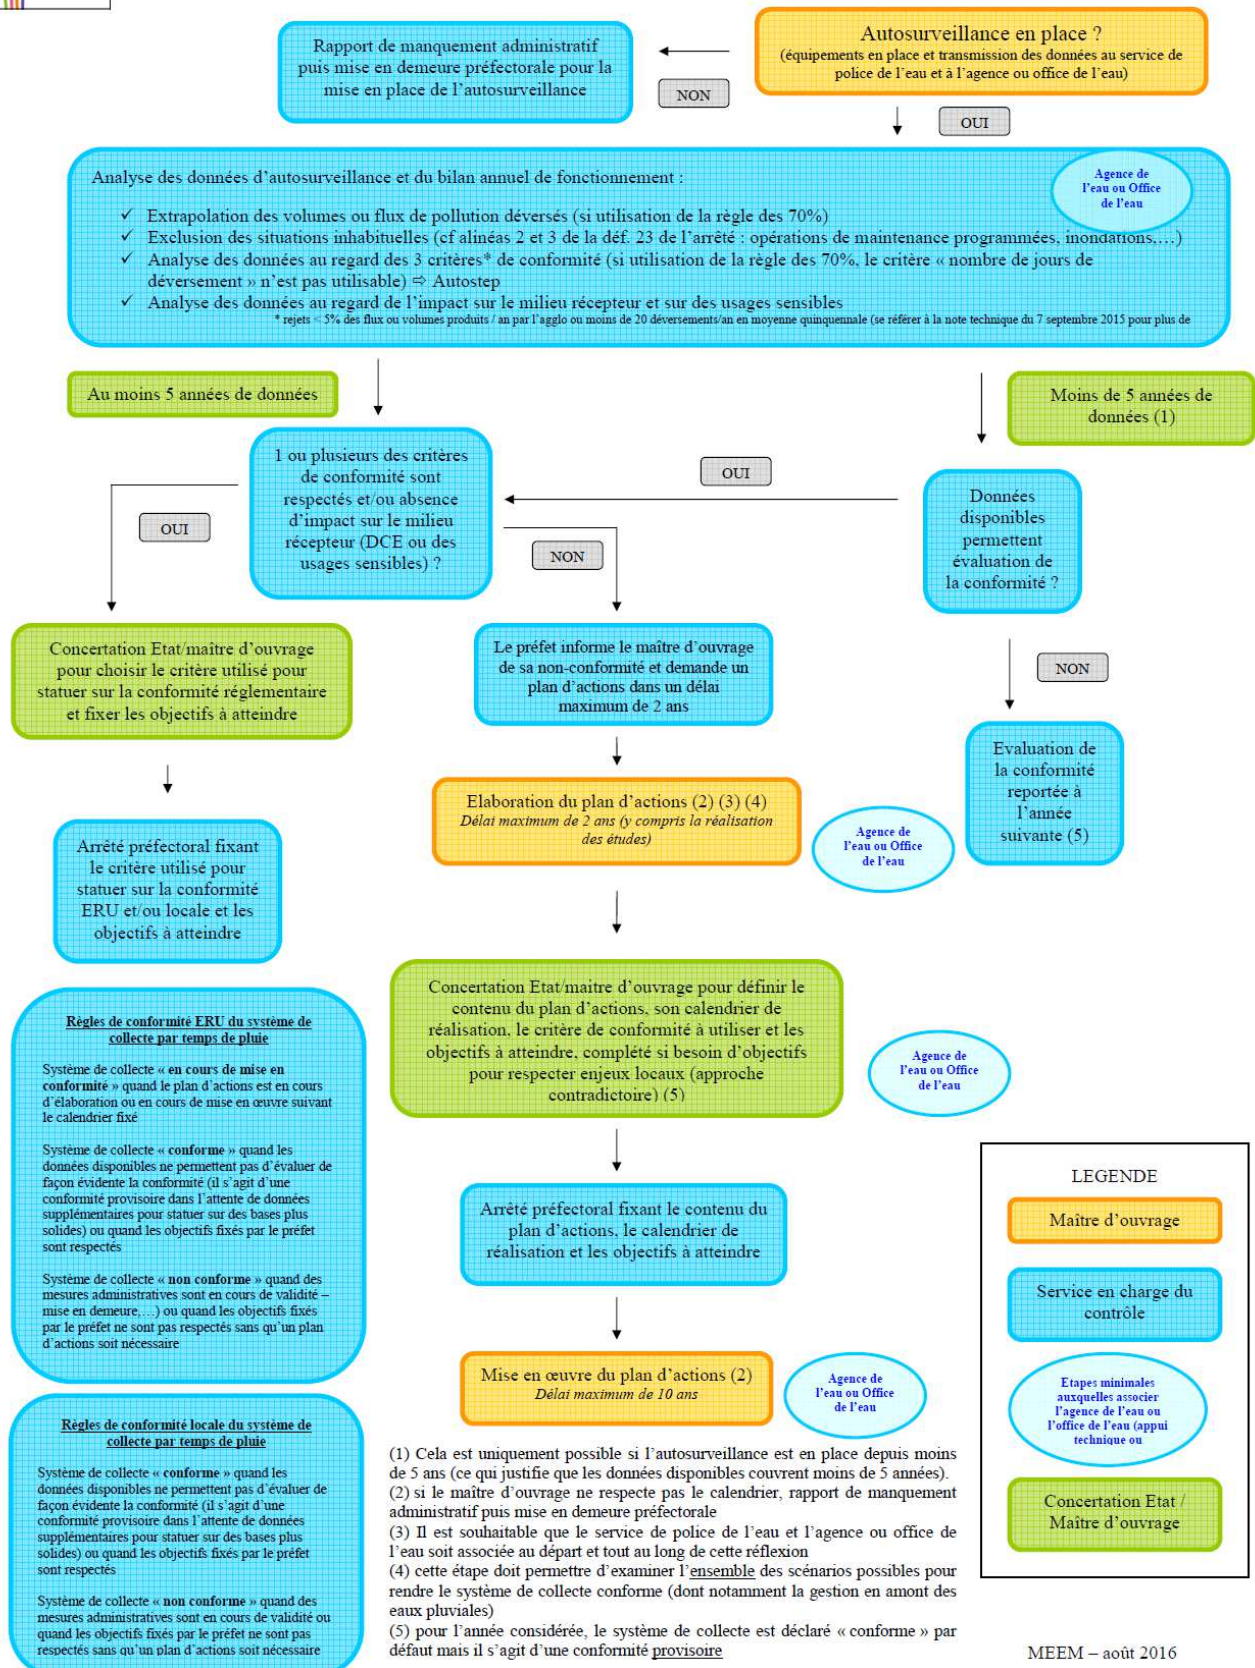 Autosurveillance en place ?
(équipements en place et transmission des données au service de
police de l'eau et à l'agence ou office de l'eau)
Rapport de manquement administratif
puis mise en demeure préfectorale pour la
mise en place de l'autosurveillance
NON
OUI
Analyse des données d'autosurveillance et du bilan annuel de fonctionnement :
Agence de
l'eau ou Office
de l'eau
✓ Extrapolation des volumes ou flux de pollution déversés (si utilisation de la règle des 70%)
✓ Exclusion des situations inhabituelles (cf alinéas 2 et 3 de la déf. 23 de l'arrêté : opérations de maintenance programmées, inondations,…)
✓ Analyse des données au regard des 3 critères* de conformité (si utilisation de la règle des 70%, le critère « nombre de jours de
déversement » n'est pas utilisable) ⇨ Autostep
✓ Analyse des données au regard de l'impact sur le milieu récepteur et sur des usages sensibles
* rejets < 5% des flux ou volumes produits / an par l'agglo ou moins de 20 déversements/an en moyenne quinquennale (se référer à la note technique du 7 septembre 2015 pour plus de
Au moins 5 années de données
Moins de 5 années de
données (1)
1 ou plusieurs des critères
de conformité sont
respectés et/ou absence
d'impact sur le milieu
récepteur (DCE ou des
usages sensibles) ?
OUI
Données
disponibles
permettent
évaluation de
la conformité ?
OUI
NON
Concertation Etat/maître d'ouvrage
pour choisir le critère utilisé pour
statuer sur la conformité réglementaire
et fixer les objectifs à atteindre
Le préfet informe le maître d'ouvrage
de sa non-conformité et demande un
plan d'actions dans un délai
maximum de 2 ans
NON
Evaluation de
la conformité
reportée à
l'année
suivante (5)
Elaboration du plan d'actions (2) (3) (4)
Délai maximum de 2 ans (y compris la réalisation
des études)
Agence de
l'eau ou Office
de l'eau
Arrêté préfectoral fixant
le critère utilisé pour
statuer sur la conformité
ERU et/ou locale et les
objectifs à atteindre
Concertation Etat/maitre d'ouvrage pour définir le
contenu du plan d'actions, son calendrier de
réalisation, le critère de conformité à utiliser et les
objectifs à atteindre, complété si besoin d'objectifs
pour respecter enjeux locaux (approche
contradictoire) (5)
Agence de
l'eau ou Office
de l'eau
Règles de conformité ERU du système de
collecte par temps de pluie
Système de collecte « en cours de mise en
conformité » quand le plan d'actions est en cours
d'élaboration ou en cours de mise en œuvre suivant
le calendrier fixé
Système de collecte « conforme » quand les
données disponibles ne permettent pas d'évaluer de
façon évidente la conformité (il s'agit d'une
conformité provisoire dans l'attente de données
supplémentaires pour statuer sur des bases plus
solides) ou quand les objectifs fixés par le préfet
sont respectés
Système de collecte « non conforme » quand des
mesures administratives sont en cours de validité –
mise en demeure,…) ou quand les objectifs fixés
par le préfet ne sont pas respectés sans qu'un plan
d'actions soit nécessaire
Arrêté préfectoral fixant le contenu du
plan d'actions, le calendrier de
réalisation et les objectifs à atteindre
Mise en œuvre du plan d'actions (2)
Délai maximum de 10 ans
Agence de
l'eau ou Office
de l'eau
LEGENDE
Maître d'ouvrage
Service en charge du
contrôle
Etapes minimales
auxquelles associer
l'agence de l'eau ou
l'office de l'eau (appui
technique ou
Concertation Etat /
Maître d'ouvrage
Règles de conformité locale du système de
collecte par temps de pluie
Système de collecte « conforme » quand les
données disponibles ne permettent pas d'évaluer de
façon évidente la conformité (il s'agit d'une
conformité provisoire dans l'attente de données
supplémentaires pour statuer sur des bases plus
solides) ou quand les objectifs fixés par le préfet
sont respectés
Système de collecte « non conforme » quand des
mesures administratives sont en cours de validité ou
quand les objectifs fixés par le préfet ne sont pas
respectés sans qu'un plan d'actions soit nécessaire
(1) Cela est uniquement possible si l'autosurveillance est en place depuis moins
de 5 ans (ce qui justifie que les données disponibles couvrent moins de 5 années).
(2) si le maître d'ouvrage ne respecte pas le calendrier, rapport de manquement
administratif puis mise en demeure préfectorale
(3) Il est souhaitable que le service de police de l'eau et l'agence ou office de
l'eau soit associée au départ et tout au long de cette réflexion
(4) cette étape doit permettre d'examiner l'ensemble des scénarios possibles pour
rendre le système de collecte conforme (dont notamment la gestion en amont des
eaux pluviales)
(5) pour l'année considérée, le système de collecte est déclaré « conforme » par
défaut mais il s'agit d'une conformité provisoire
MEEM – août 2016